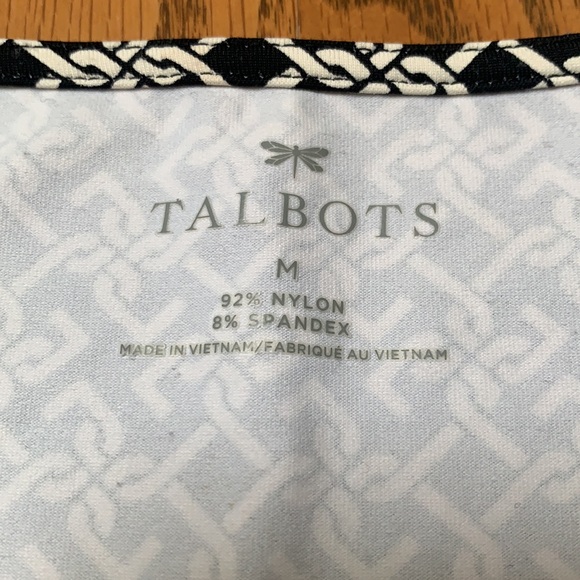 TALBOTS
M
92% NYLON
8% SPANDEX
MADE IN VIETNAM/FABRIQUÉ AU VIETNAM